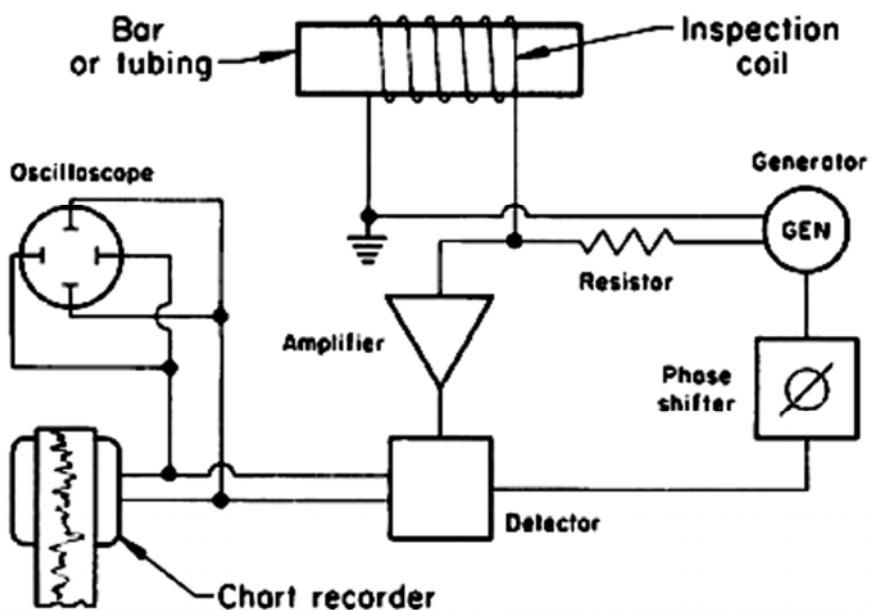 Bar
or tubing
Inspection
coil
Oscilloscope
Generator
GEN
Resistor
Amplifier
Phase
shifter
Detector
Chart recorder